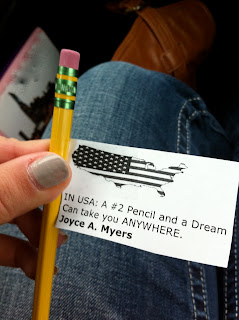 IN USA: A #2 Pencil and a Dream
Can take you ANYWHERE.
Joyce A. Myers